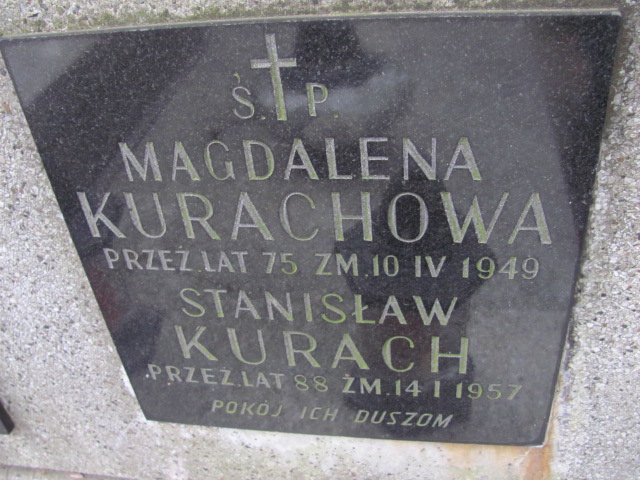 Ś. P.
MAGDALENA
KURACHOWA
PRZEŻ. LAT 75 ZM. 10 IV 1949
STANISŁAW
KURACH
PRZEŻ. LAT 88 ZM. 14 I 1957
POKÓJ ICH DUSZOM